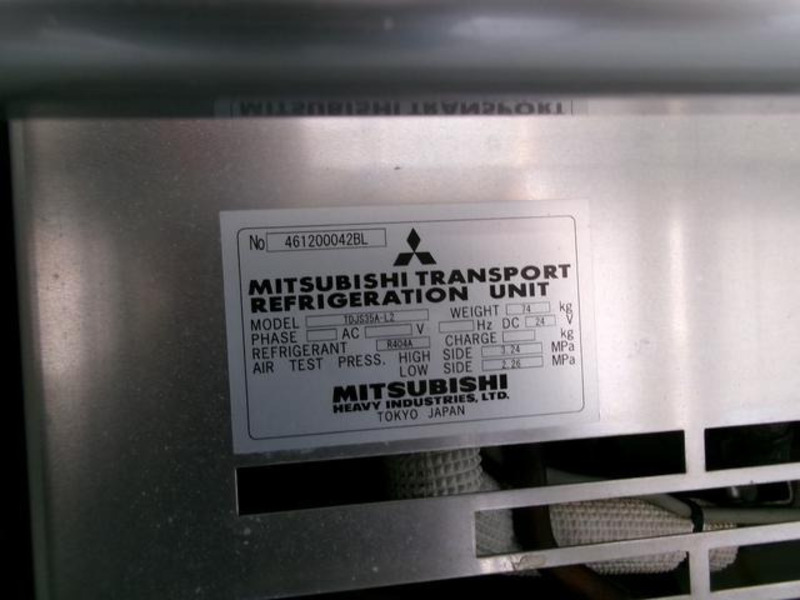 MITSUBISHI TRANSPORT
No 461200042BL
MITSUBISHI TRANSPORT
REFRIGERATION UNIT
MODEL TDJS35A-L2 WEIGHT 74 kg
PHASE AC V Hz DC 24 V
REFRIGERANT R404A CHARGE kg
AIR TEST PRESS. HIGH SIDE 3.24 MPa
LOW SIDE 2.26 MPa
MITSUBISHI
HEAVY INDUSTRIES, LTD.
TOKYO JAPAN